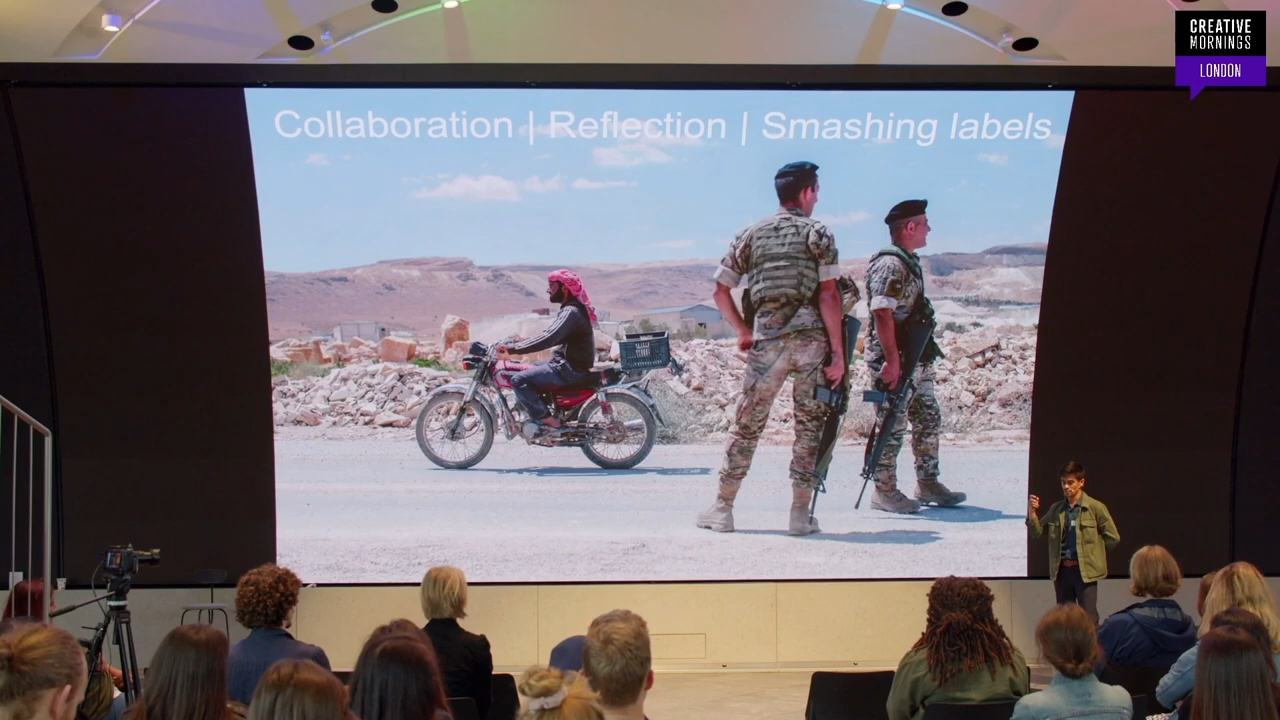 CREATIVE
MORNINGS
LONDON
Collaboration | Reflection | Smashing labels